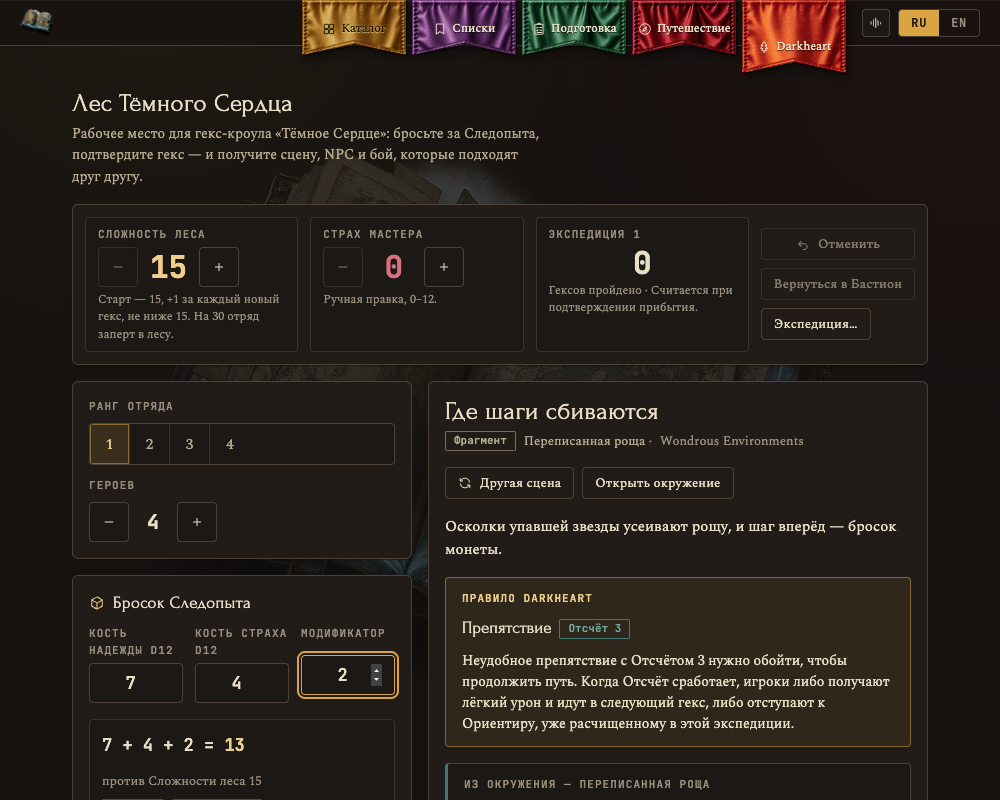 Каталог
Списки
Подготовка
Путешествие
Darkheart
RU
EN
Лес Тёмного Сердца
Рабочее место для гекс-кроула «Тёмное Сердце»: бросьте за Следопыта,
подтвердите гекс — и получите сцену, NPC и бой, которые подходят
друг другу.
СЛОЖНОСТЬ ЛЕСА
− 15 +
Старт — 15, +1 за каждый новый
гекс, не ниже 15. На 30 отряд
заперт в лесу.
СТРАХ МАСТЕРА
− 0 +
Ручная правка, 0–12.
ЭКСПЕДИЦИЯ 1
0
Гексов пройдено · Считается при
подтверждении прибытия.
Отменить
Вернуться в Бастион
Экспедиция…
РАНГ ОТРЯДА
1 2 3 4
ГЕРОЕВ
− 4 +
Бросок Следопыта
КОСТЬ
НАДЕЖДЫ D12
7
КОСТЬ СТРАХА
D12
4
МОДИФИКАТОР
2
7 + 4 + 2 = 13
против Сложности леса 15
Где шаги сбиваются
Фрагмент Переписанная роща · Wondrous Environments
Другая сцена
Открыть окружение
Осколки упавшей звезды усеивают рощу, и шаг вперёд — бросок
монеты.
ПРАВИЛО DARKHEART
Препятствие Отсчёт 3
Неудобное препятствие с Отсчётом 3 нужно обойти, чтобы
продолжить путь. Когда Отсчёт сработает, игроки либо получают
лёгкий урон и идут в следующий гекс, либо отступают к
Ориентиру, уже расчищенному в этой экспедиции.
ИЗ ОКРУЖЕНИЯ — ПЕРЕПИСАННАЯ РОЩА